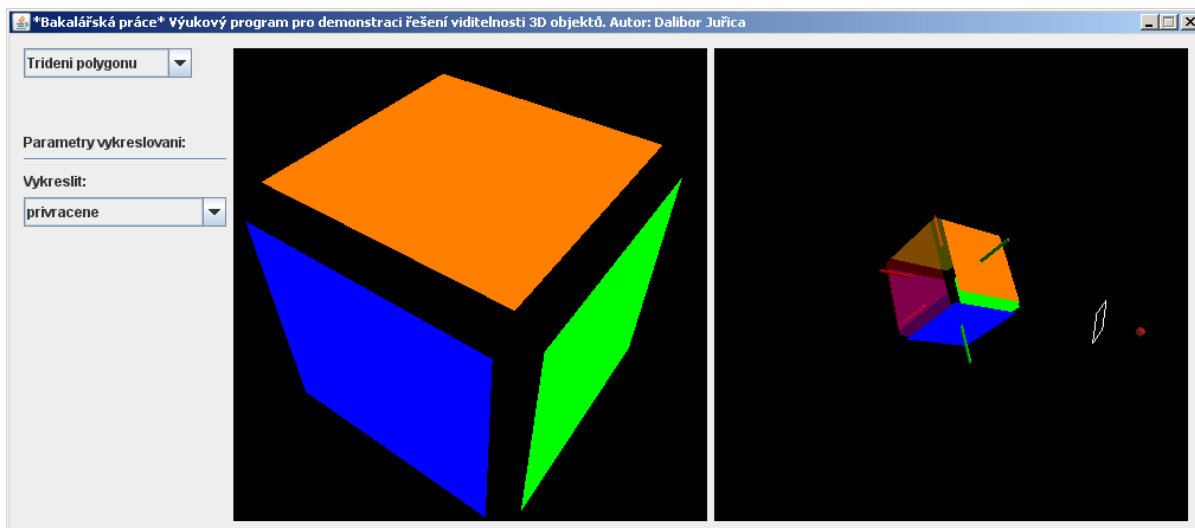 *Bakalářská práce* Výukový program pro demonstraci řešení viditelnosti 3D objektů. Autor: Dalibor Juřica
Trideni polygonu
Parametry vykreslovani:
Vykreslit:
privracene